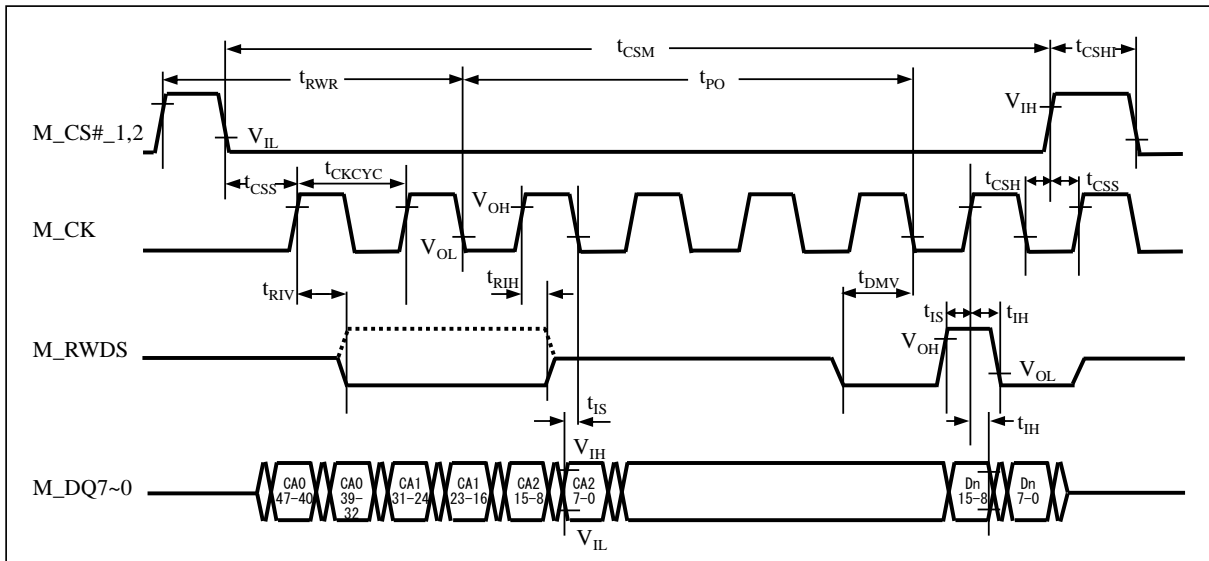 tCSM
tCSHI
tRWR
tPO
M_CS#_1,2
VIL
VIH
tCSS
tCKCYC
VOH
tCSH
tCSS
M_CK
VOL
tRIV
tRIH
tDMV
tIS
tIH
M_RWDS
VOH
VOL
tIS
tIH
VIH
M_DQ7~0
CA0 47-40
CA0 39-32
CA1 31-24
CA1 23-16
CA2 15-8
CA2 7-0
Dn 15-8
Dn 7-0
VIL